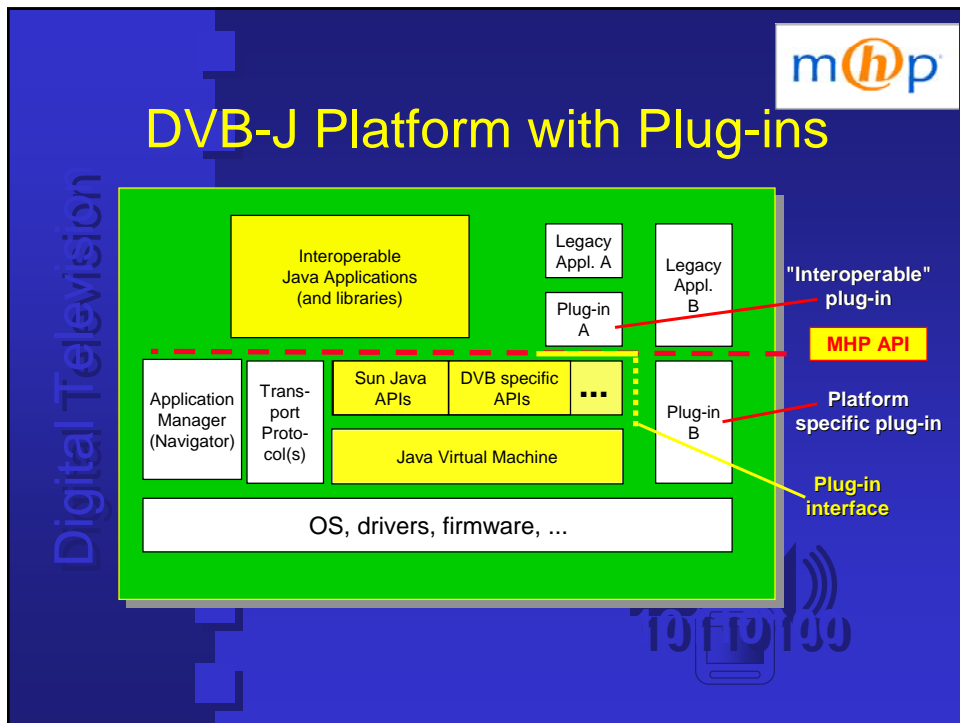 mhp
DVB-J Platform with Plug-ins
Digital Television
Interoperable
Java Applications
(and libraries)
Legacy
Appl. A
Plug-in
A
Legacy
Appl.
B
"Interoperable"
plug-in
MHP API
Application
Manager
(Navigator)
Trans-
port
Proto-
col(s)
Sun Java
APIs
DVB specific
APIs
...
Java Virtual Machine
Plug-in
B
Platform
specific plug-in
Plug-in
interface
OS, drivers, firmware, ...
10110100